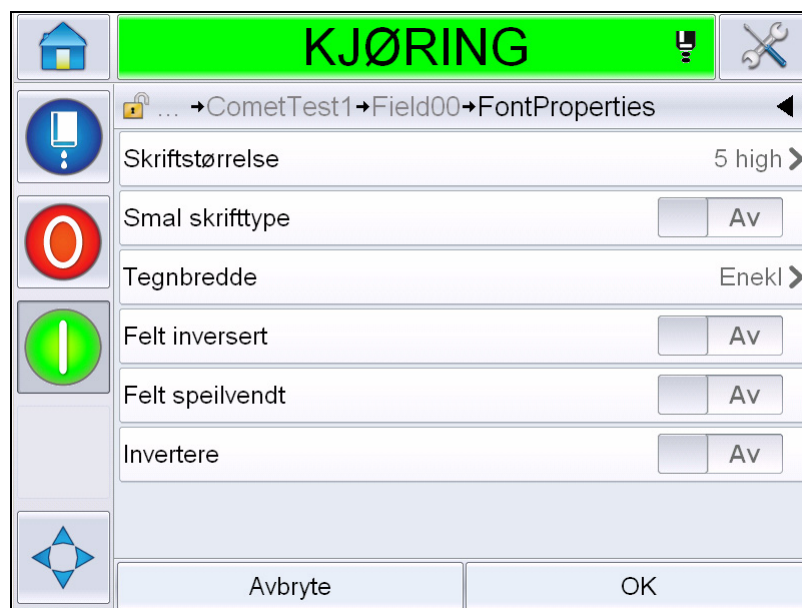 KJØRING
... →CometTest1→Field00→FontProperties
Skriftstørrelse 5 high
Smal skrifttype Av
Tegnbredde Enekl
Felt inversert Av
Felt speilvendt Av
Invertere Av
Avbryte OK